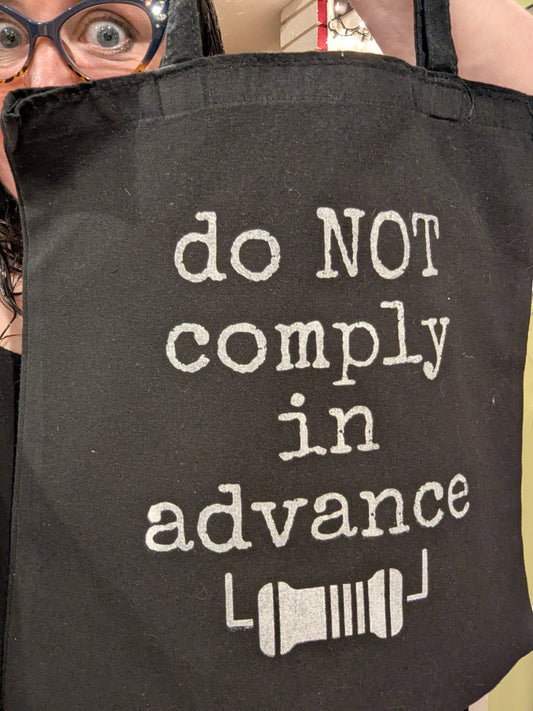 do NOT
comply
in
advance